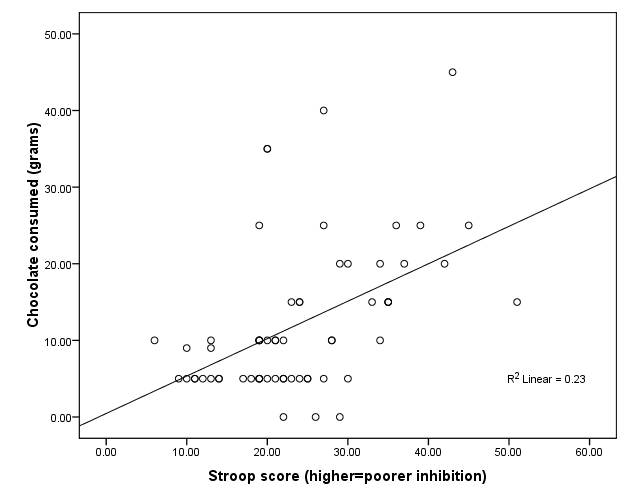 50.00
40.00
30.00
20.00
10.00
0.00
Chocolate consumed (grams)
R2 Linear = 0.23
0.00 10.00 20.00 30.00 40.00 50.00 60.00
Stroop score (higher=poorer inhibition)